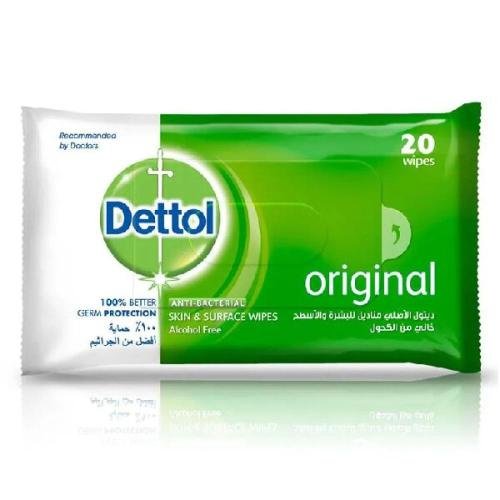 Recommended
by Doctors
20
wipes
Dettol
original
100% BETTER
GERM PROTECTION
١٠٠٪ حماية
أفضل من الجراثيم
ANTI-BACTERIAL
SKIN & SURFACE WIPES
Alcohol Free
ديتول الأصلي مناديل للبشرة والأسطح
خالي من الكحول